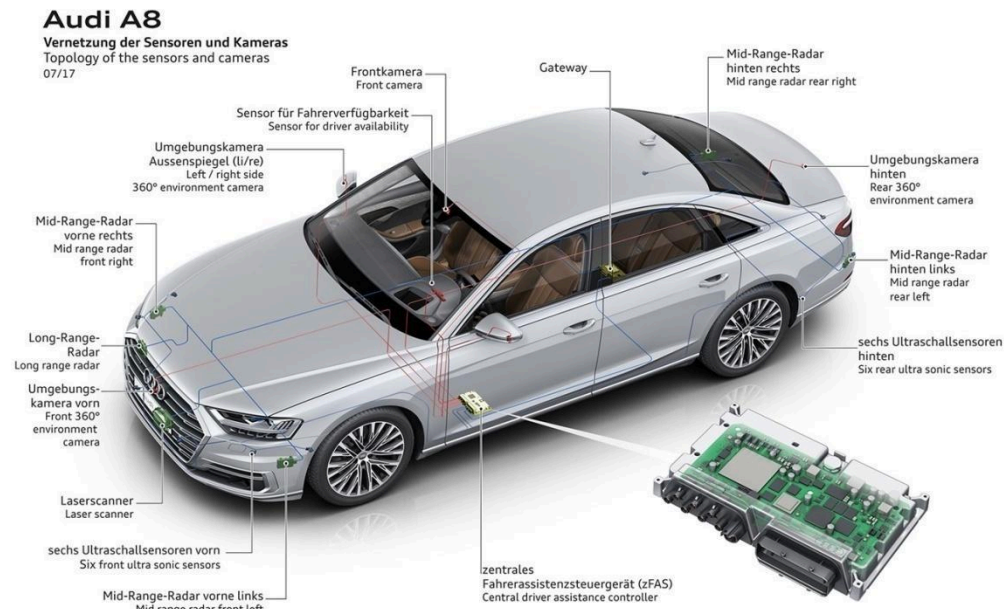 Audi A8
Vernetzung der Sensoren und Kameras
Topology of the sensors and cameras
07/17
Frontkamera
Front camera
Gateway
Mid-Range-Radar
hinten rechts
Mid range radar rear right
Sensor für Fahrerverfügbarkeit
Sensor for driver availability
Umgebungskamera
Aussenspiegel (li/re)
Left / right side
360° environment camera
Umgebungskamera
hinten
Rear 360°
environment camera
Mid-Range-Radar
vorne rechts
Mid range radar
front right
Mid-Range-Radar
hinten links
Mid range radar
rear left
Long-Range-
Radar
Long range radar
sechs Ultraschallsensoren
hinten
Six rear ultra sonic sensors
Umgebungs-
kamera vorn
Front 360°
environment
camera
Laserscanner
Laser scanner
sechs Ultraschallsensoren vorn
Six front ultra sonic sensors
zentrales
Fahrerassistenzsteuergerät (zFAS)
Central driver assistance controller
Mid-Range-Radar vorne links
Mid range radar front left